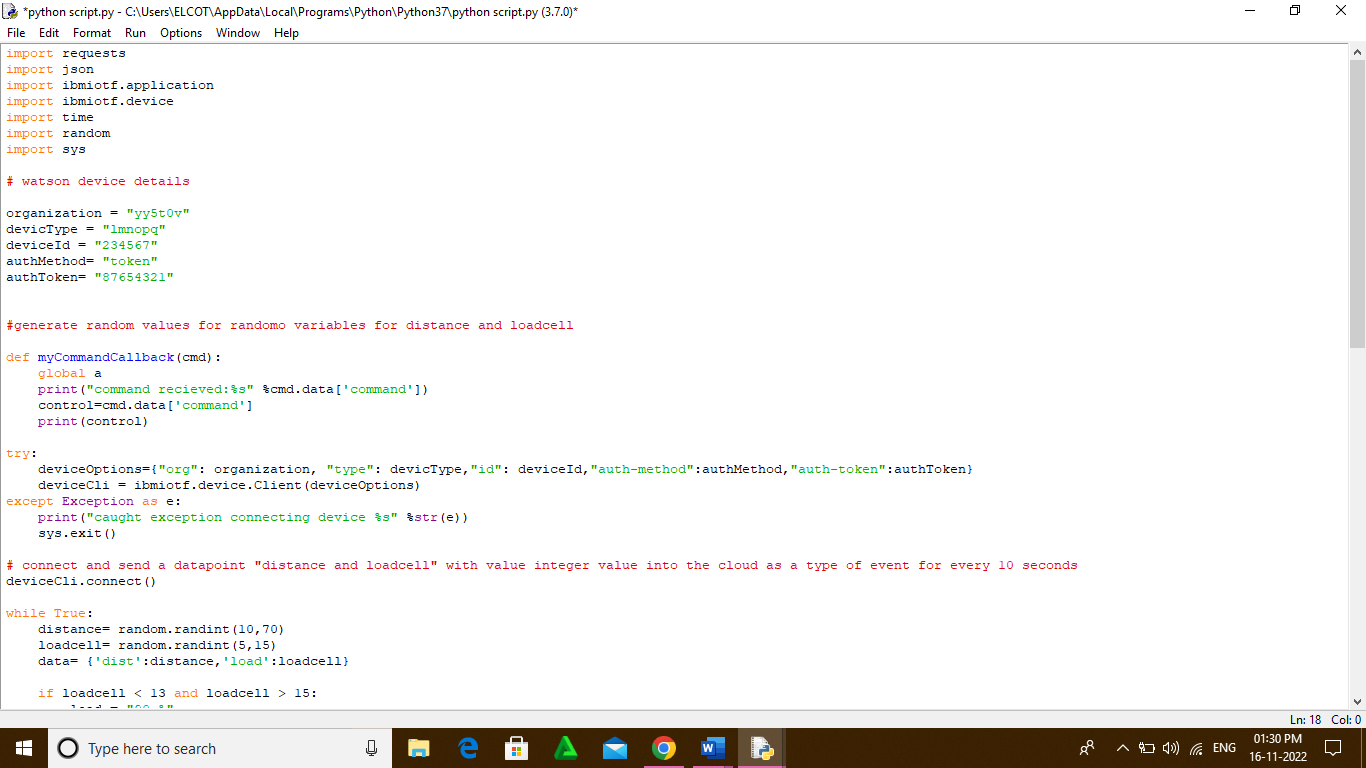 *python script.py - C:\Users\ELCOT\AppData\Local\Programs\Python\Python37\python script.py (3.7.0)*
File Edit Format Run Options Window Help
import requests
import json
import ibmiotf.application
import ibmiotf.device
import time
import random
import sys
# watson device details
organization = "yy5t0v"
devicType = "lmnopq"
deviceId = "234567"
authMethod= "token"
authToken= "87654321"
#generate random values for randomo variables for distance and loadcell
def myCommandCallback(cmd):
    global a
    print("command recieved:%s" %cmd.data['command'])
    control=cmd.data['command']
    print(control)
try:
    deviceOptions={"org": organization, "type": devicType,"id": deviceId,"auth-method":authMethod,"auth-token":authToken}
    deviceCli = ibmiotf.device.Client(deviceOptions)
except Exception as e:
    print("caught exception connecting device %s" %str(e))
    sys.exit()
# connect and send a datapoint "distance and loadcell" with value integer value into the cloud as a type of event for every 10 seconds
deviceCli.connect()
while True:
    distance= random.randint(10,70)
    loadcell= random.randint(5,15)
    data= {'dist':distance,'load':loadcell}
    if loadcell < 13 and loadcell > 15:
Ln: 18 Col: 0
Type here to search
ENG
01:30 PM
16-11-2022